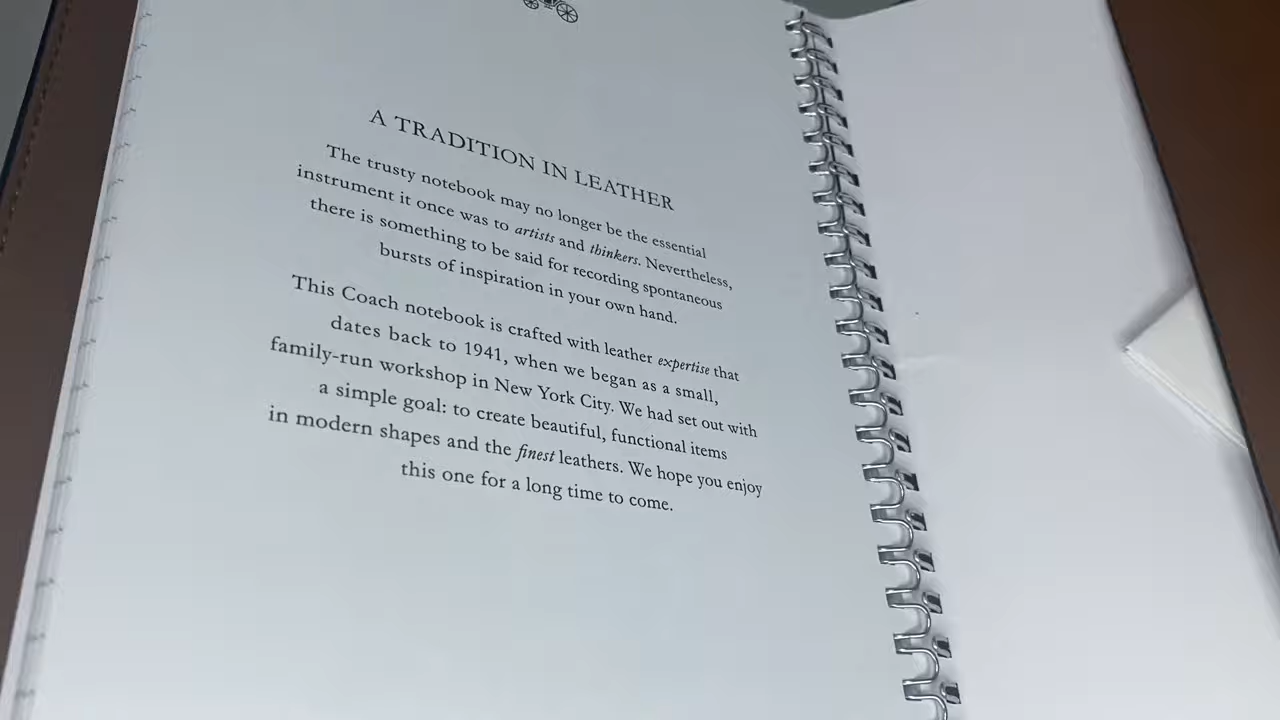 A TRADITION IN LEATHER
The trusty notebook may no longer be the essential
instrument it once was to artists and thinkers. Nevertheless,
there is something to be said for recording spontaneous
bursts of inspiration in your own hand.
This Coach notebook is crafted with leather expertise that
dates back to 1941, when we began as a small,
family-run workshop in New York City. We had set out with
a simple goal: to create beautiful, functional items
in modern shapes and the finest leathers. We hope you enjoy
this one for a long time to come.